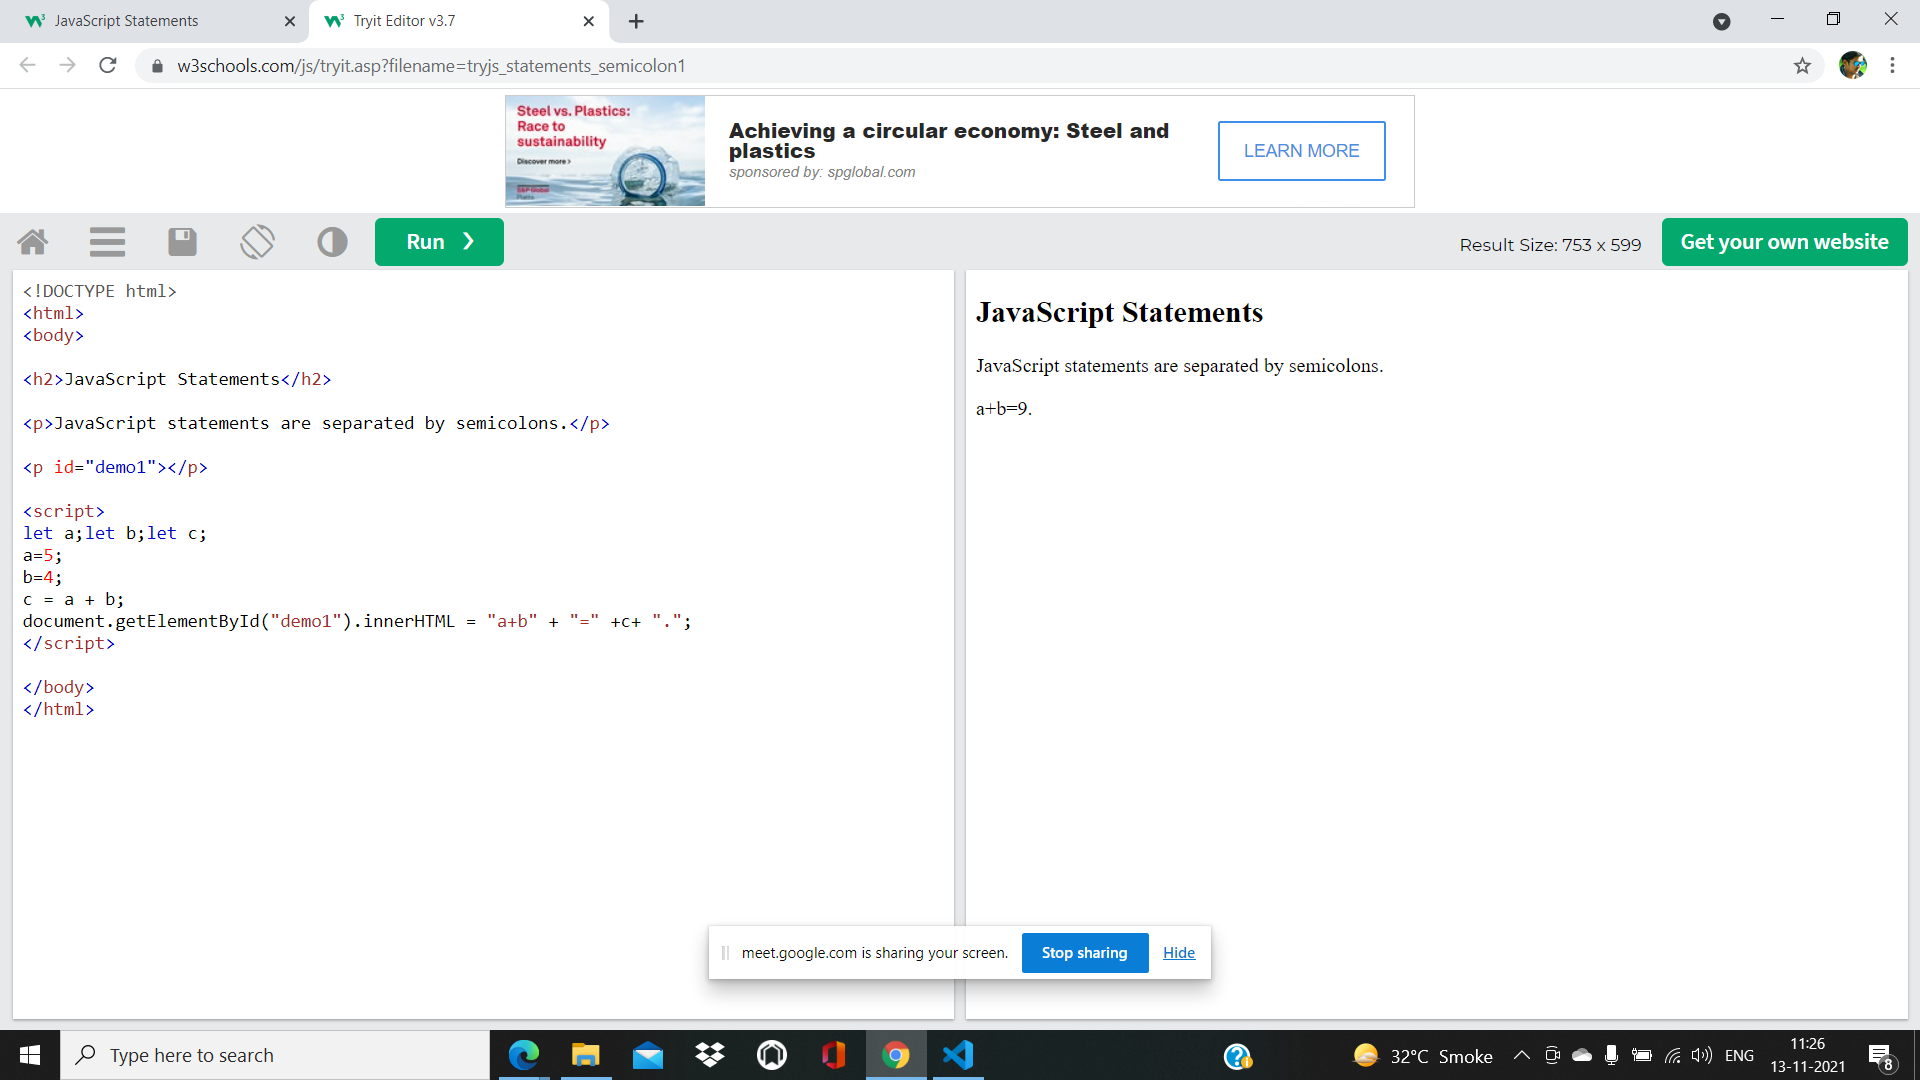 JavaScript Statements
Tryit Editor v3.7
w3schools.com/js/tryit.asp?filename=tryjs_statements_semicolon1
Steel vs. Plastics:
Race to
sustainability
Discover more >
S&P Global
Platts
Achieving a circular economy: Steel and
plastics
sponsored by: spglobal.com
LEARN MORE
Run ❯
Result Size: 753 x 599
Get your own website
<!DOCTYPE html>
<html>
<body>
<h2>JavaScript Statements</h2>
<p>JavaScript statements are separated by semicolons.</p>
<p id="demo1"></p>
<script>
let a;let b;let c;
a=5;
b=4;
c = a + b;
document.getElementById("demo1").innerHTML = "a+b" + "=" +c+ ".";
</script>
</body>
</html>
JavaScript Statements
JavaScript statements are separated by semicolons.
a+b=9.
meet.google.com is sharing your screen.
Stop sharing
Hide
Type here to search
32°C Smoke
ENG
11:26
13-11-2021
8